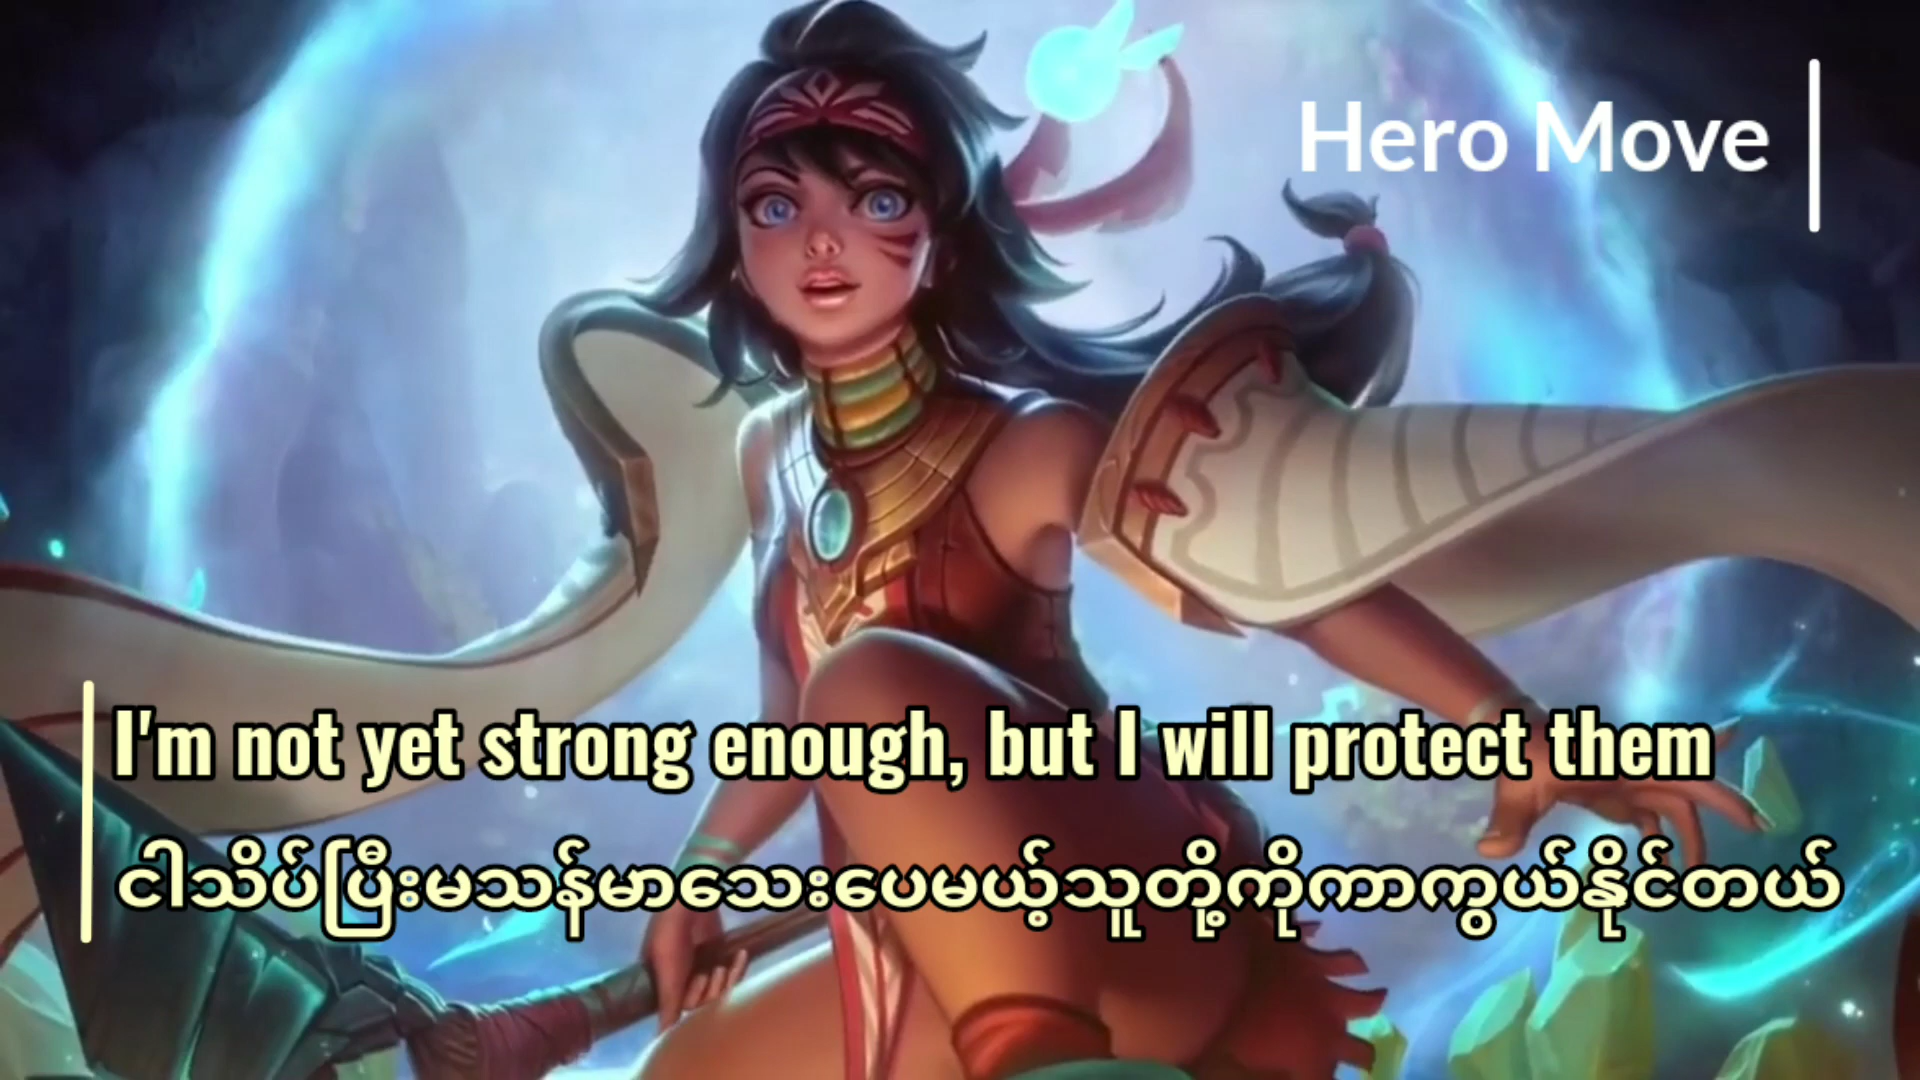 Hero Move
I'm not yet strong enough, but I will protect them
ငါသိပ်ပြီးမသန်မာသေးပေမယ့်သူတို့ကိုကာကွယ်နိုင်တယ်